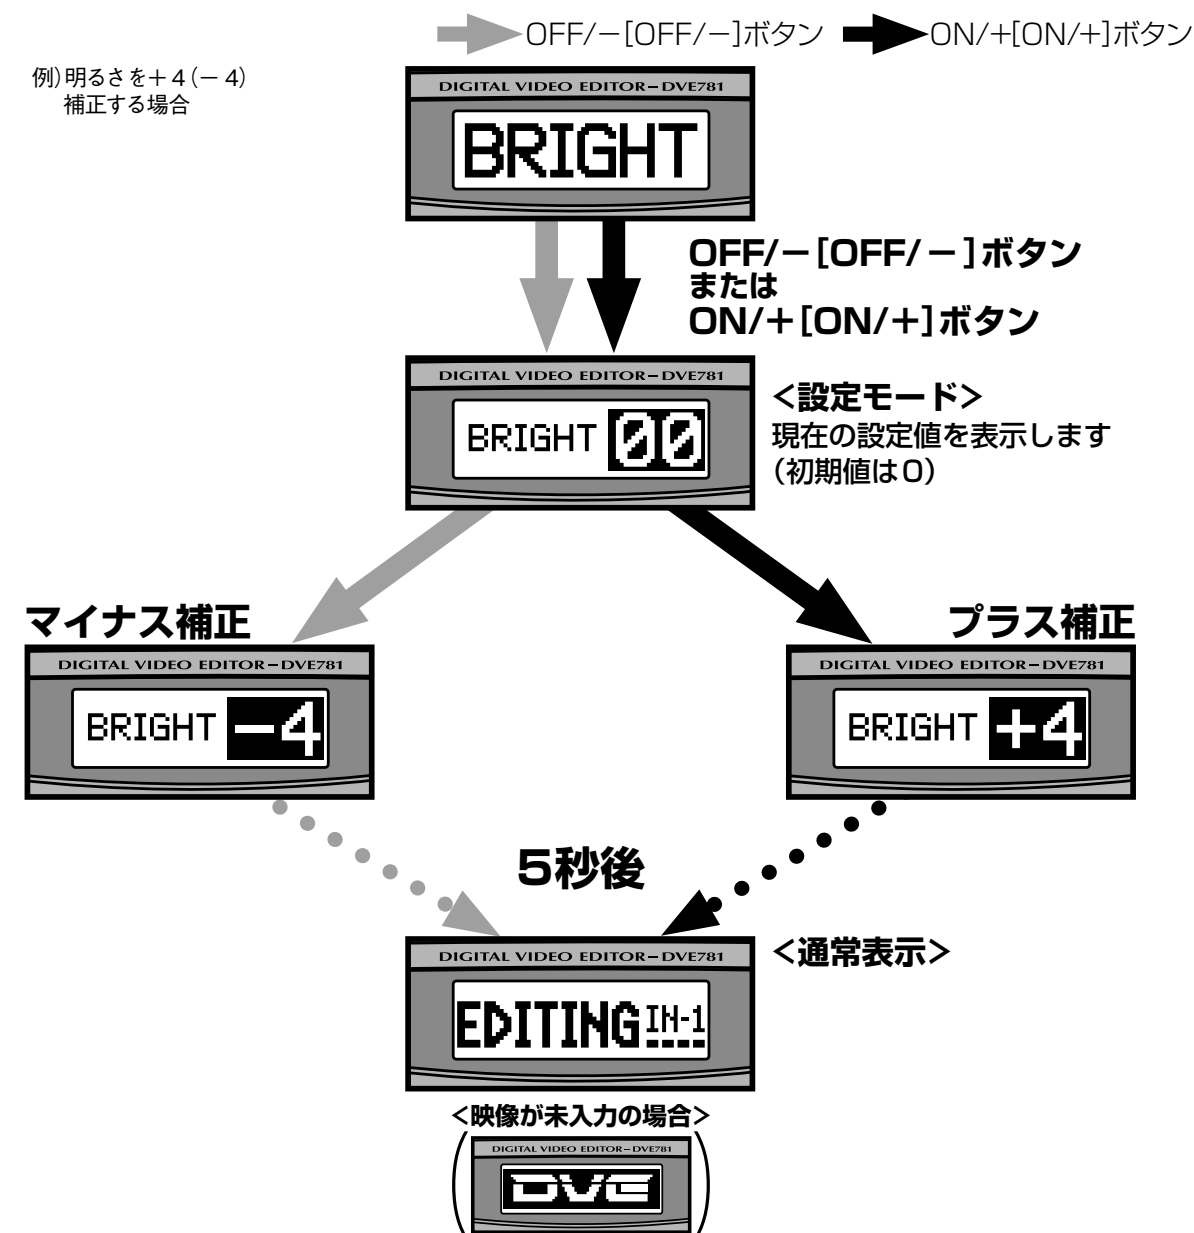 OFF/−[OFF/−]ボタン
ON/+[ON/+]ボタン
例)明るさを＋4(−4)
補正する場合
DIGITAL VIDEO EDITOR−DVE781
BRIGHT
OFF/−[OFF/−]ボタン
または
ON/＋[ON/＋]ボタン
DIGITAL VIDEO EDITOR−DVE781
BRIGHT 00
<設定モード>
現在の設定値を表示します
(初期値は0)
マイナス補正
プラス補正
DIGITAL VIDEO EDITOR−DVE781
BRIGHT −4
DIGITAL VIDEO EDITOR−DVE781
BRIGHT +4
5秒後
DIGITAL VIDEO EDITOR−DVE781
EDITING IN-1
<通常表示>
<映像が未入力の場合>
DIGITAL VIDEO EDITOR−DVE781
DVE